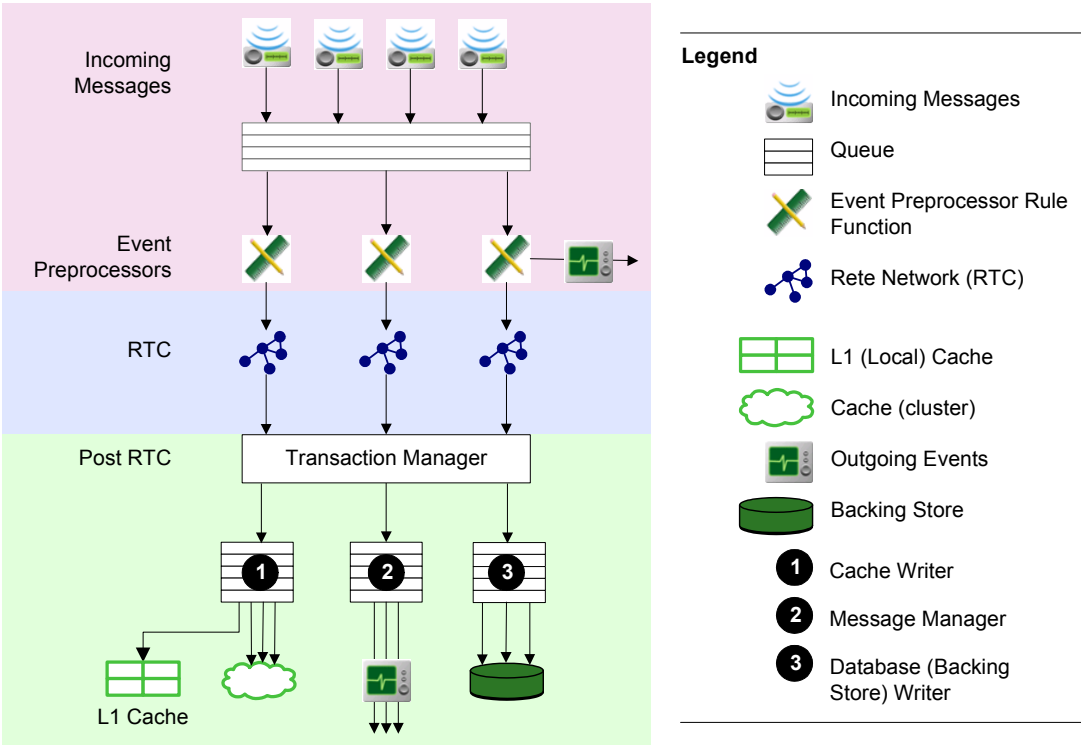 Incoming
Messages
Event
Preprocessors
RTC
Post RTC
Transaction Manager
1
2
3
L1 Cache
Legend
Incoming Messages
Queue
Event Preprocessor Rule
Function
Rete Network (RTC)
L1 (Local) Cache
Cache (cluster)
Outgoing Events
Backing Store
1
Cache Writer
2
Message Manager
3
Database (Backing
Store) Writer